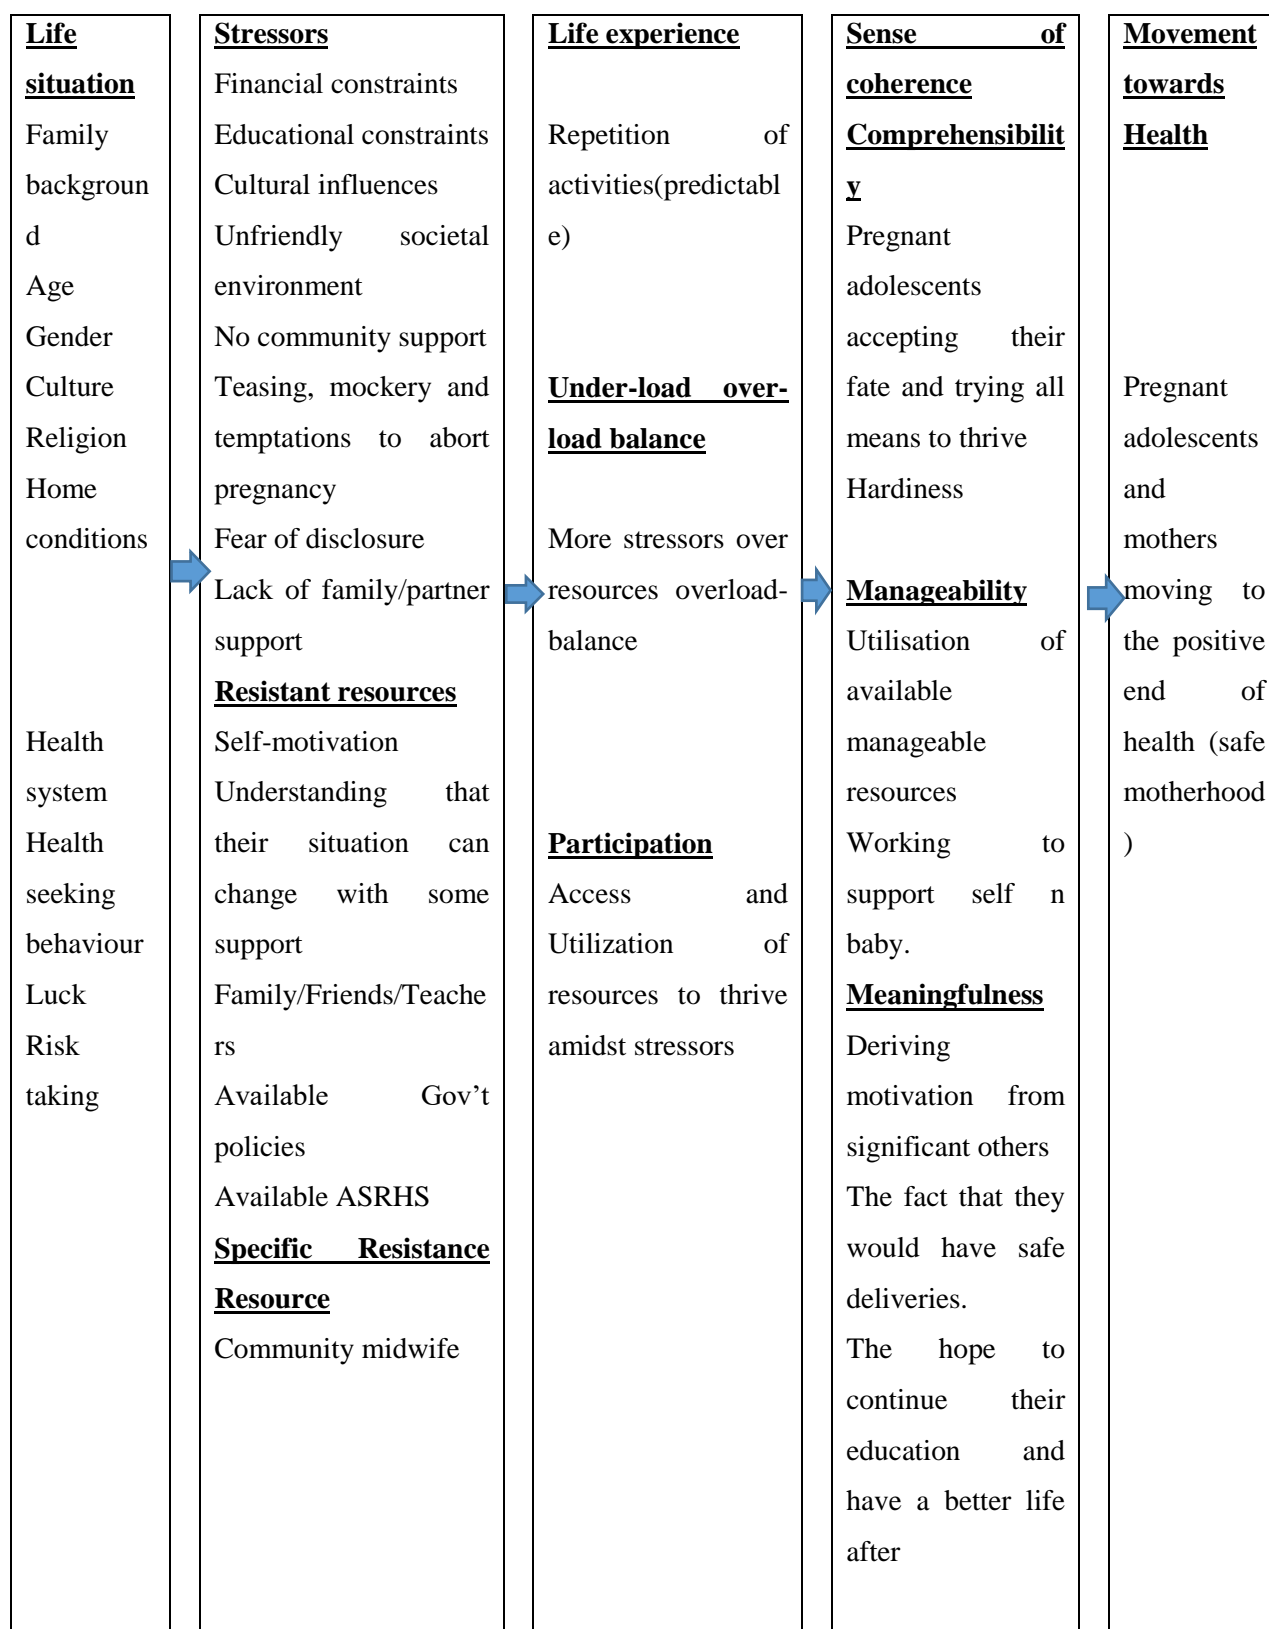 Life
situation
Family
backgroun
d
Age
Gender
Culture
Religion
Home
conditions
Health
system
Health
seeking
behaviour
Luck
Risk
taking
Stressors
Financial constraints
Educational constraints
Cultural influences
Unfriendly societal
environment
No community support
Teasing, mockery and
temptations to abort
pregnancy
Fear of disclosure
Lack of family/partner
support
Resistant resources
Self-motivation
Understanding that
their situation can
change with some
support
Family/Friends/Teache
rs
Available Gov't
policies
Available ASRHS
Specific Resistance
Resource
Community midwife
Life experience
Repetition of
activities(predictabl
e)
Under-load over-
load balance
More stressors over
resources overload-
balance
Participation
Access and
Utilization of
resources to thrive
amidst stressors
Sense of
coherence
Comprehensibilit
y
Pregnant
adolescents
accepting their
fate and trying all
means to thrive
Hardiness
Manageability
Utilisation of
available
manageable
resources
Working to
support self n
baby.
Meaningfulness
Deriving
motivation from
significant others
The fact that they
would have safe
deliveries.
The hope to
continue their
education and
have a better life
after
Movement
towards
Health
Pregnant
adolescents
and
mothers
moving to
the positive
end of
health (safe
motherhood
)